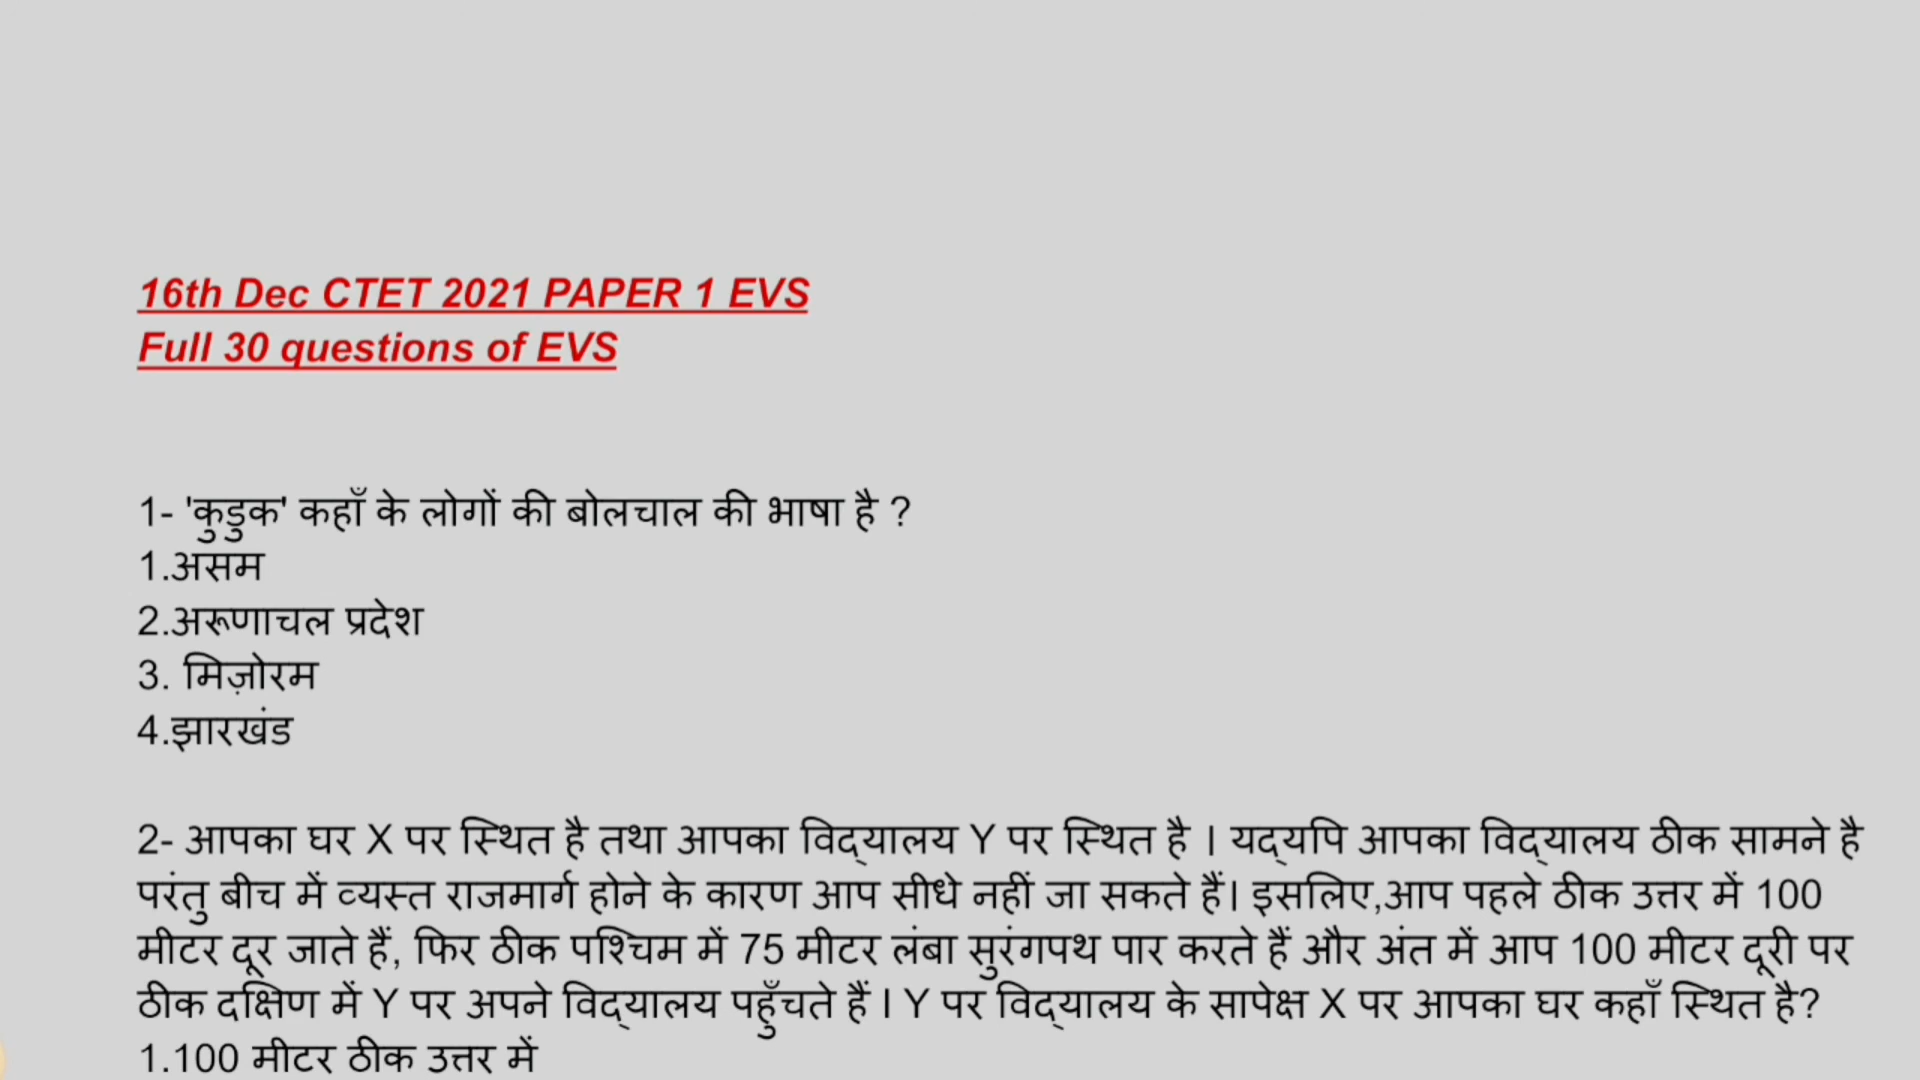 16th Dec CTET 2021 PAPER 1 EVS
Full 30 questions of EVS
1- 'कुडुक' कहाँ के लोगों की बोलचाल की भाषा है ?
1.असम
2.अरूणाचल प्रदेश
3. मिज़ोरम
4.झारखंड
2- आपका घर X पर स्थित है तथा आपका विद्यालय Y पर स्थित है । यद्यपि आपका विद्यालय ठीक सामने है
परंतु बीच में व्यस्त राजमार्ग होने के कारण आप सीधे नहीं जा सकते हैं। इसलिए,आप पहले ठीक उत्तर में 100
मीटर दूर जाते हैं, फिर ठीक पश्चिम में 75 मीटर लंबा सुरंगपथ पार करते हैं और अंत में आप 100 मीटर दूरी पर
ठीक दक्षिण में Y पर अपने विद्यालय पहुँचते हैं । Y पर विद्यालय के सापेक्ष X पर आपका घर कहाँ स्थित है?
1.100 मीटर ठीक उत्तर में